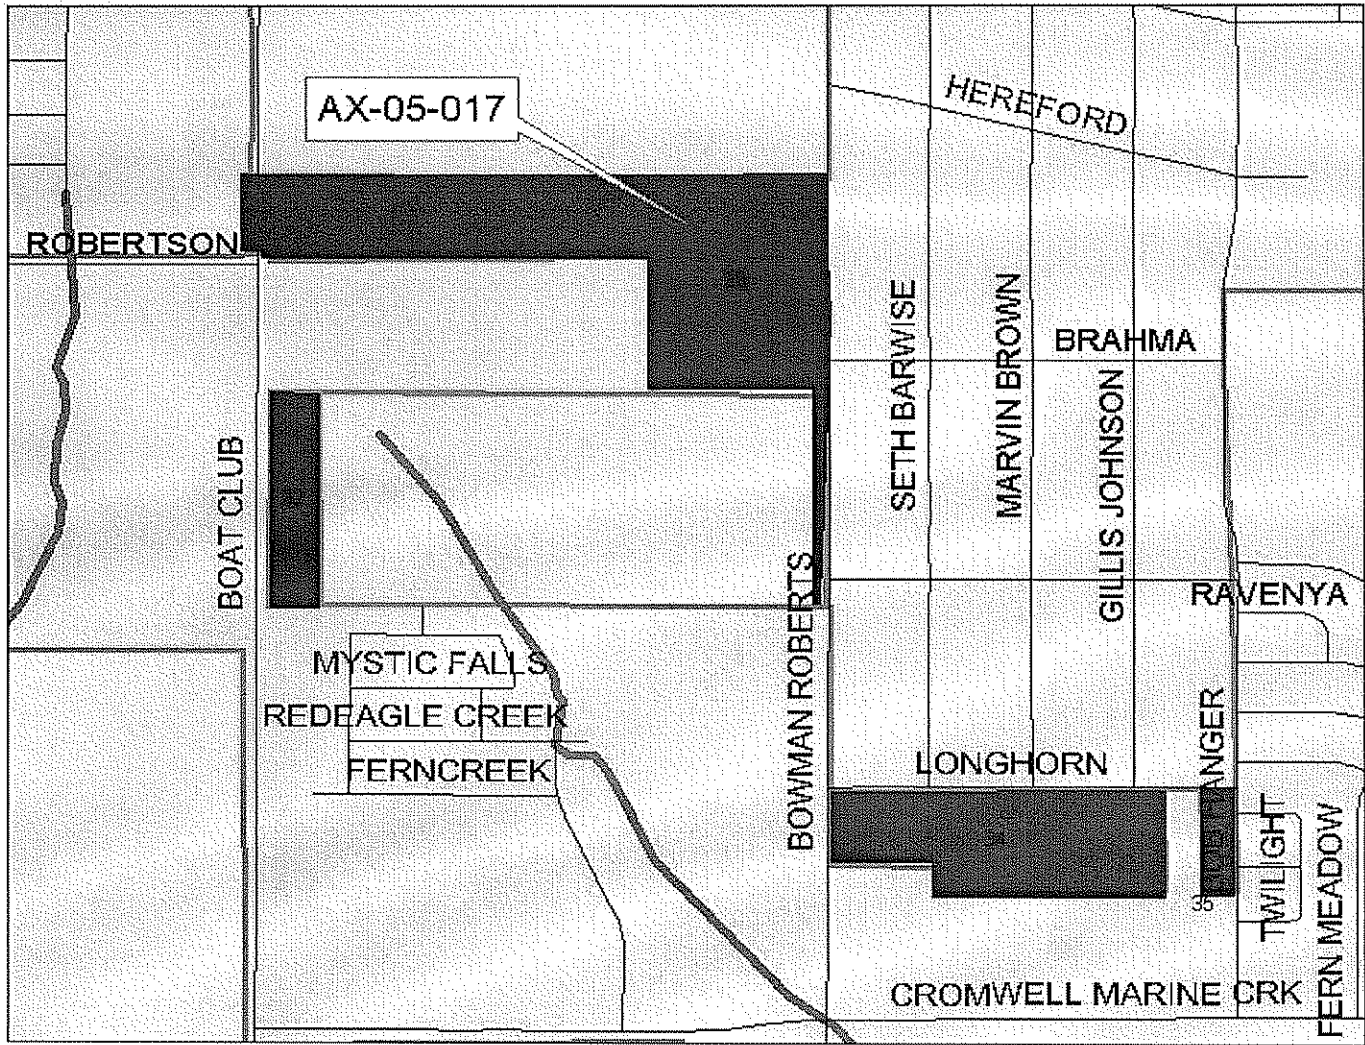 AX-05-017
HEREFORD
ROBERTSON
BRAHMA
SETH BARWISE
MARVIN BROWN
GILLIS JOHNSON
BOAT CLUB
RAVENYA
BOWMAN ROBERTS
MYSTIC FALLS
REDEAGLE CREEK
FERNCREEK
LONGHORN
TWILIGHT
FERN MEADOW
35
CROMWELL MARINE CRK